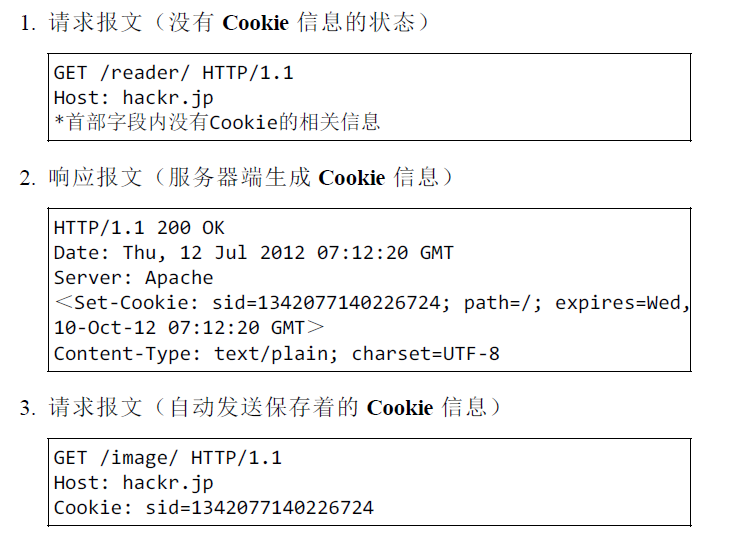 1. 请求报文（没有 Cookie 信息的状态）
GET /reader/ HTTP/1.1
Host: hackr.jp
*首部字段内没有Cookie的相关信息
2. 响应报文（服务器端生成 Cookie 信息）
HTTP/1.1 200 OK
Date: Thu, 12 Jul 2012 07:12:20 GMT
Server: Apache
＜Set-Cookie: sid=1342077140226724; path=/; expires=Wed,
10-Oct-12 07:12:20 GMT＞
Content-Type: text/plain; charset=UTF-8
3. 请求报文（自动发送保存着的 Cookie 信息）
GET /image/ HTTP/1.1
Host: hackr.jp
Cookie: sid=1342077140226724